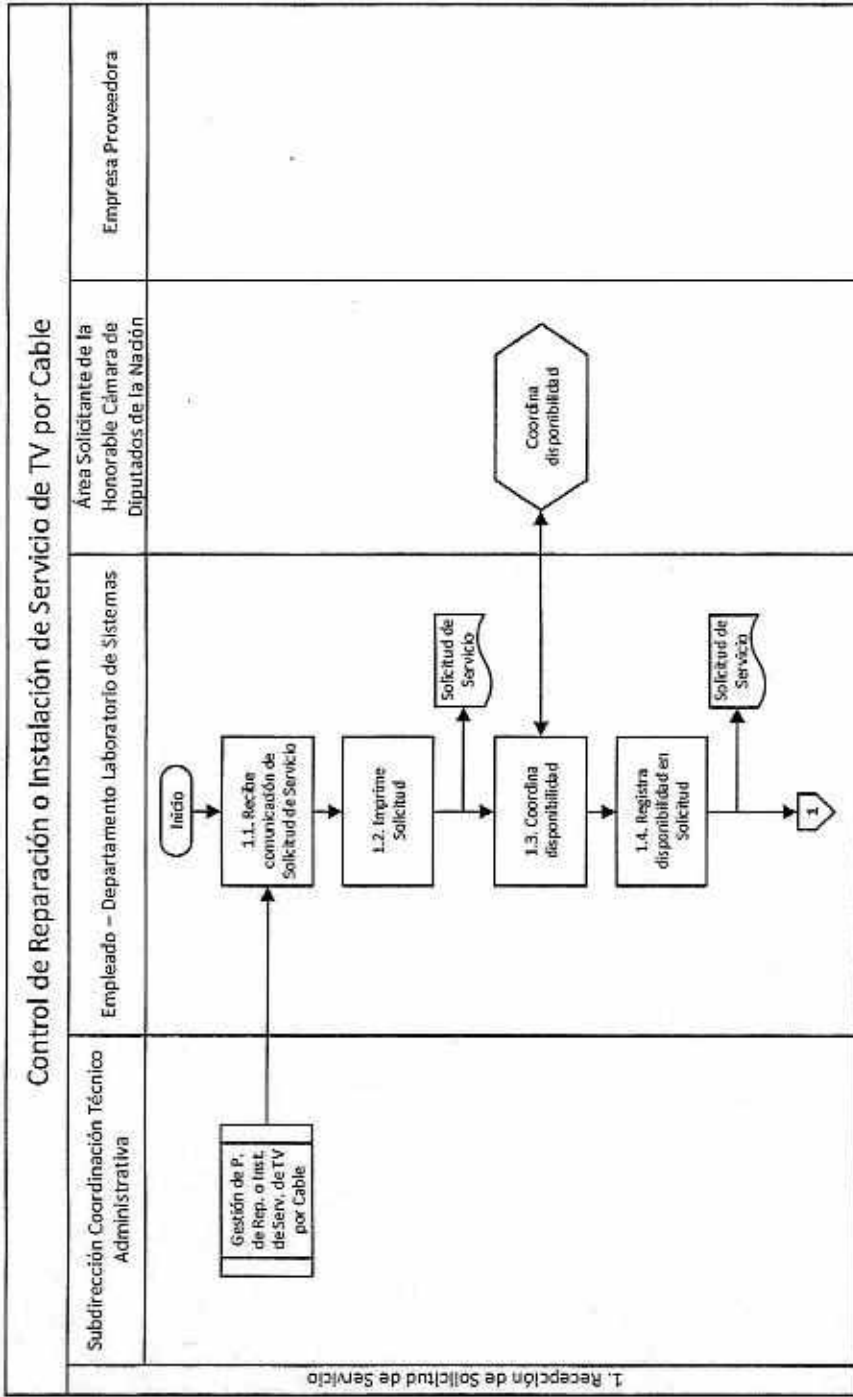 Control de Reparación o Instalación de Servicio de TV por Cable
Subdirección Coordinación Técnico
Administrativa
Empleado – Departamento Laboratorio de Sistemas
Área Solicitante de la
Honorable Cámara de
Diputados de la Nación
Empresa Proveedora
1. Recepción de Solicitud de Servicio
Inicio
Gestión de P.
de Rep. o Inst.
de Serv. de TV
por Cable
1.1. Recibe
comunicación de
Solicitud de Servicio
1.2. Imprime
Solicitud
Solicitud de
Servicio
1.3. Coordina
disponibilidad
Coordina
disponibilidad
1.4. Registra
disponibilidad en
Solicitud
Solicitud de
Servicio
1